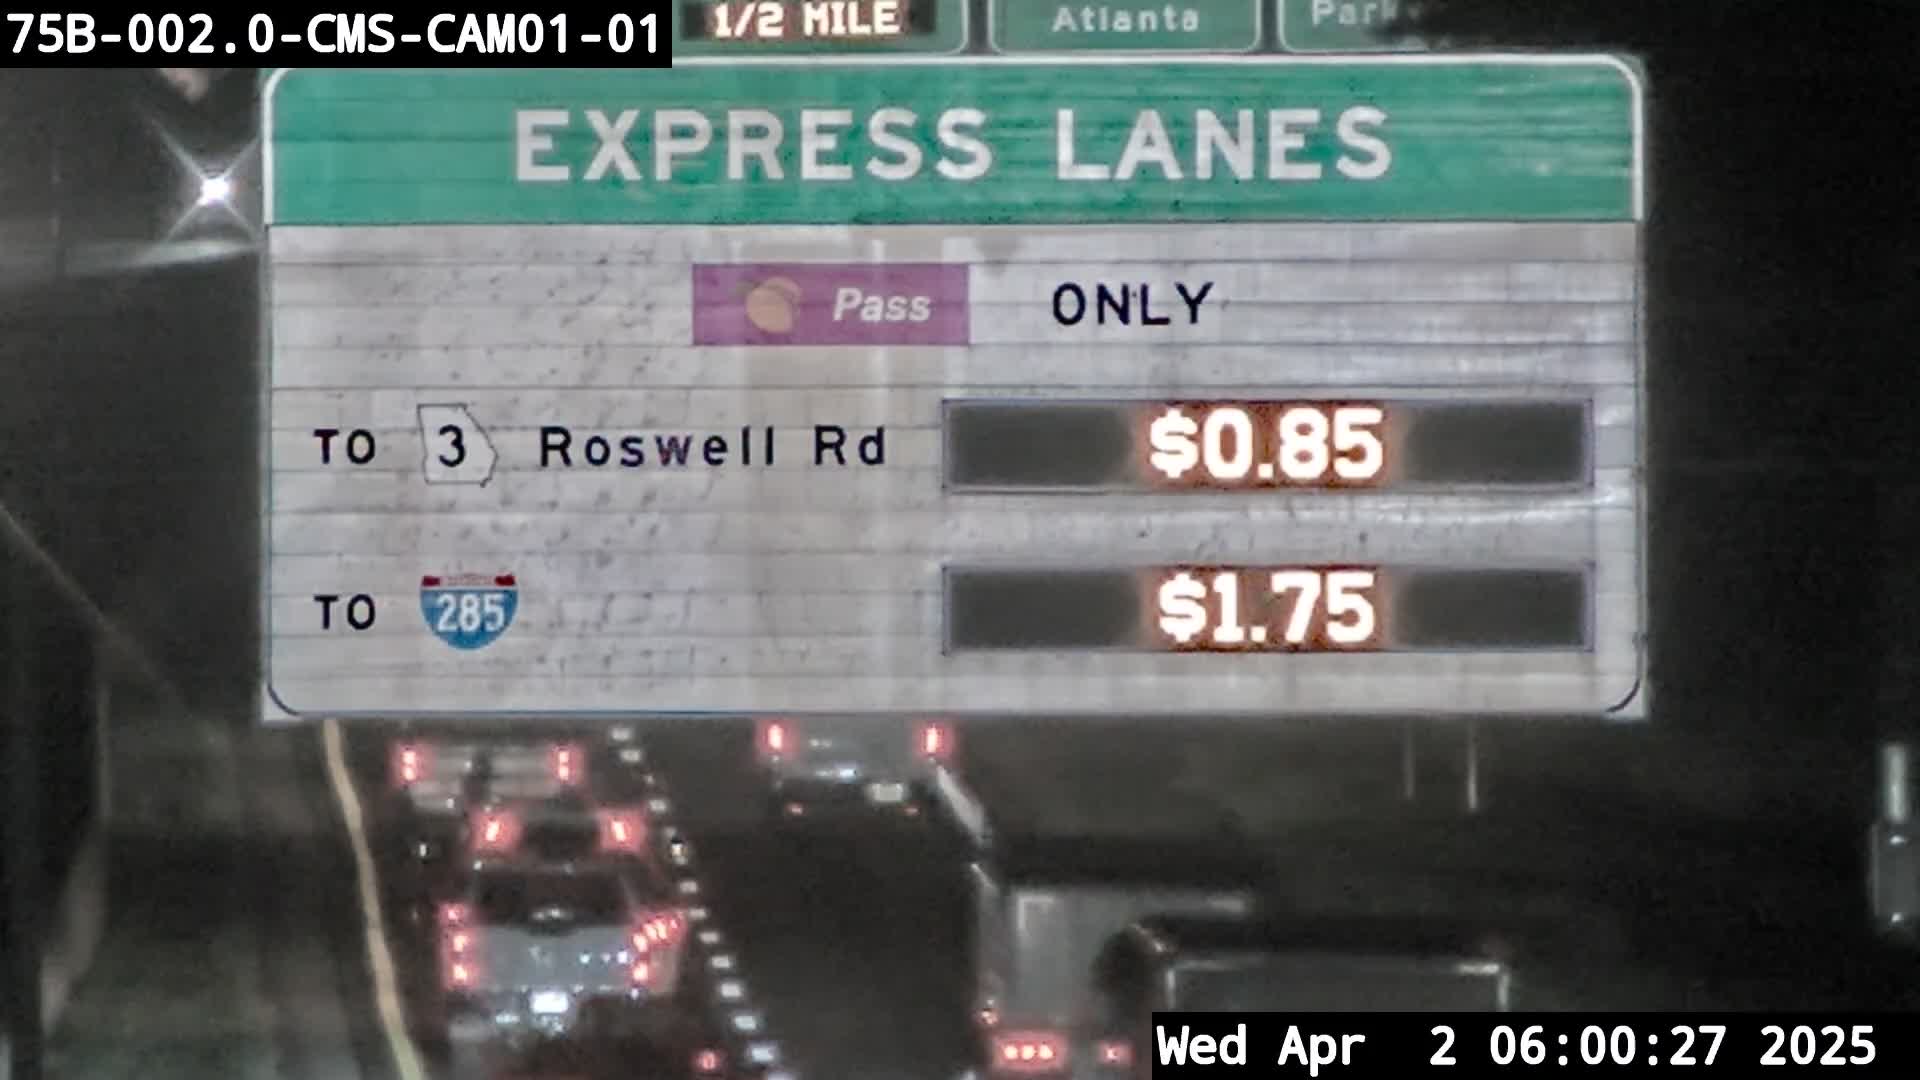 75B-002.0-CMS-CAM01-01
1/2 MILE
Atlanta
EXPRESS LANES
Pass ONLY
TO 3 Roswell Rd $0.85
TO 285 $1.75
Wed Apr 2 06:00:27 2025